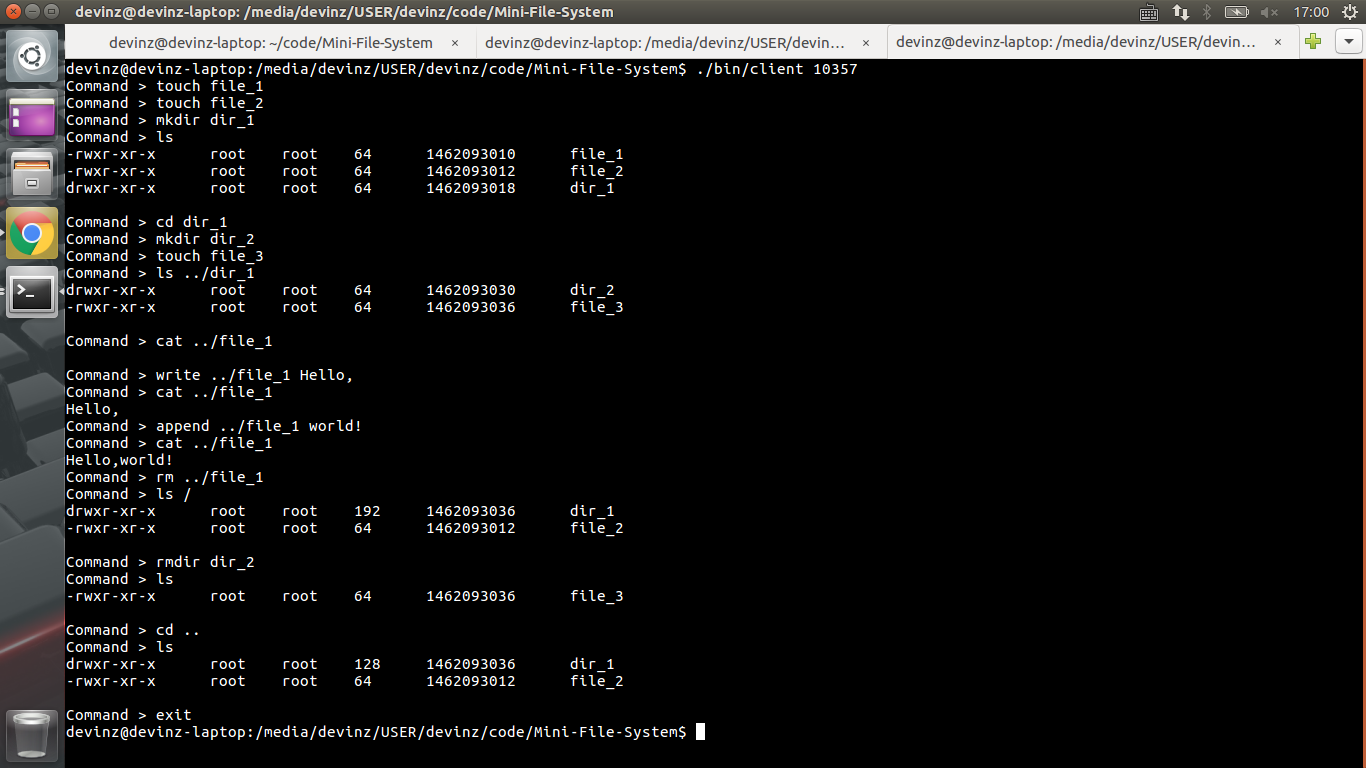 devinz@devinz-laptop: /media/devinz/USER/devinz/code/Mini-File-System 17:00
devinz@devinz-laptop: ~/code/Mini-File-System × devinz@devinz-laptop: /media/devinz/USER/devin... × devinz@devinz-laptop: /media/devinz/USER/devin... ×
devinz@devinz-laptop:/media/devinz/USER/devinz/code/Mini-File-System$ ./bin/client 10357
Command > touch file_1
Command > touch file_2
Command > mkdir dir_1
Command > ls
-rwxr-xr-x root root 64 1462093010 file_1
-rwxr-xr-x root root 64 1462093012 file_2
drwxr-xr-x root root 64 1462093018 dir_1
Command > cd dir_1
Command > mkdir dir_2
Command > touch file_3
Command > ls ../dir_1
drwxr-xr-x root root 64 1462093030 dir_2
-rwxr-xr-x root root 64 1462093036 file_3
Command > cat ../file_1
Command > write ../file_1 Hello,
Command > cat ../file_1
Hello,
Command > append ../file_1 world!
Command > cat ../file_1
Hello,world!
Command > rm ../file_1
Command > ls /
drwxr-xr-x root root 192 1462093036 dir_1
-rwxr-xr-x root root 64 1462093012 file_2
Command > rmdir dir_2
Command > ls
-rwxr-xr-x root root 64 1462093036 file_3
Command > cd ..
Command > ls
drwxr-xr-x root root 128 1462093036 dir_1
-rwxr-xr-x root root 64 1462093012 file_2
Command > exit
devinz@devinz-laptop:/media/devinz/USER/devinz/code/Mini-File-System$